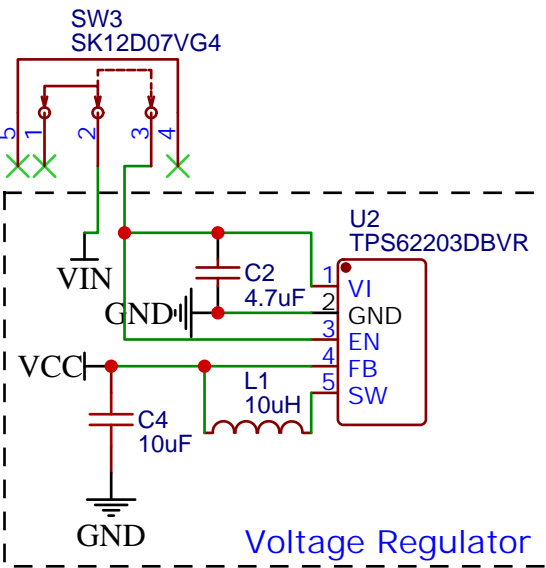 SW3
SK12D07VG4
5
1
2
3
4
VIN
U2
TPS62203DBVR
C2
4.7uF
GND
1
VI
2
GND
3
EN
4
FB
5
SW
VCC
L1
10uH
C4
10uF
GND
Voltage Regulator